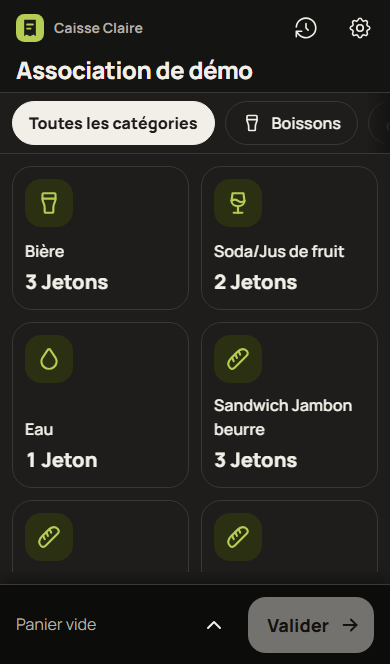 Caisse Claire
Association de démo
Toutes les catégories
Boissons
Bière
3 Jetons
Soda/Jus de fruit
2 Jetons
Eau
1 Jeton
Sandwich Jambon
beurre
3 Jetons
Panier vide
Valider